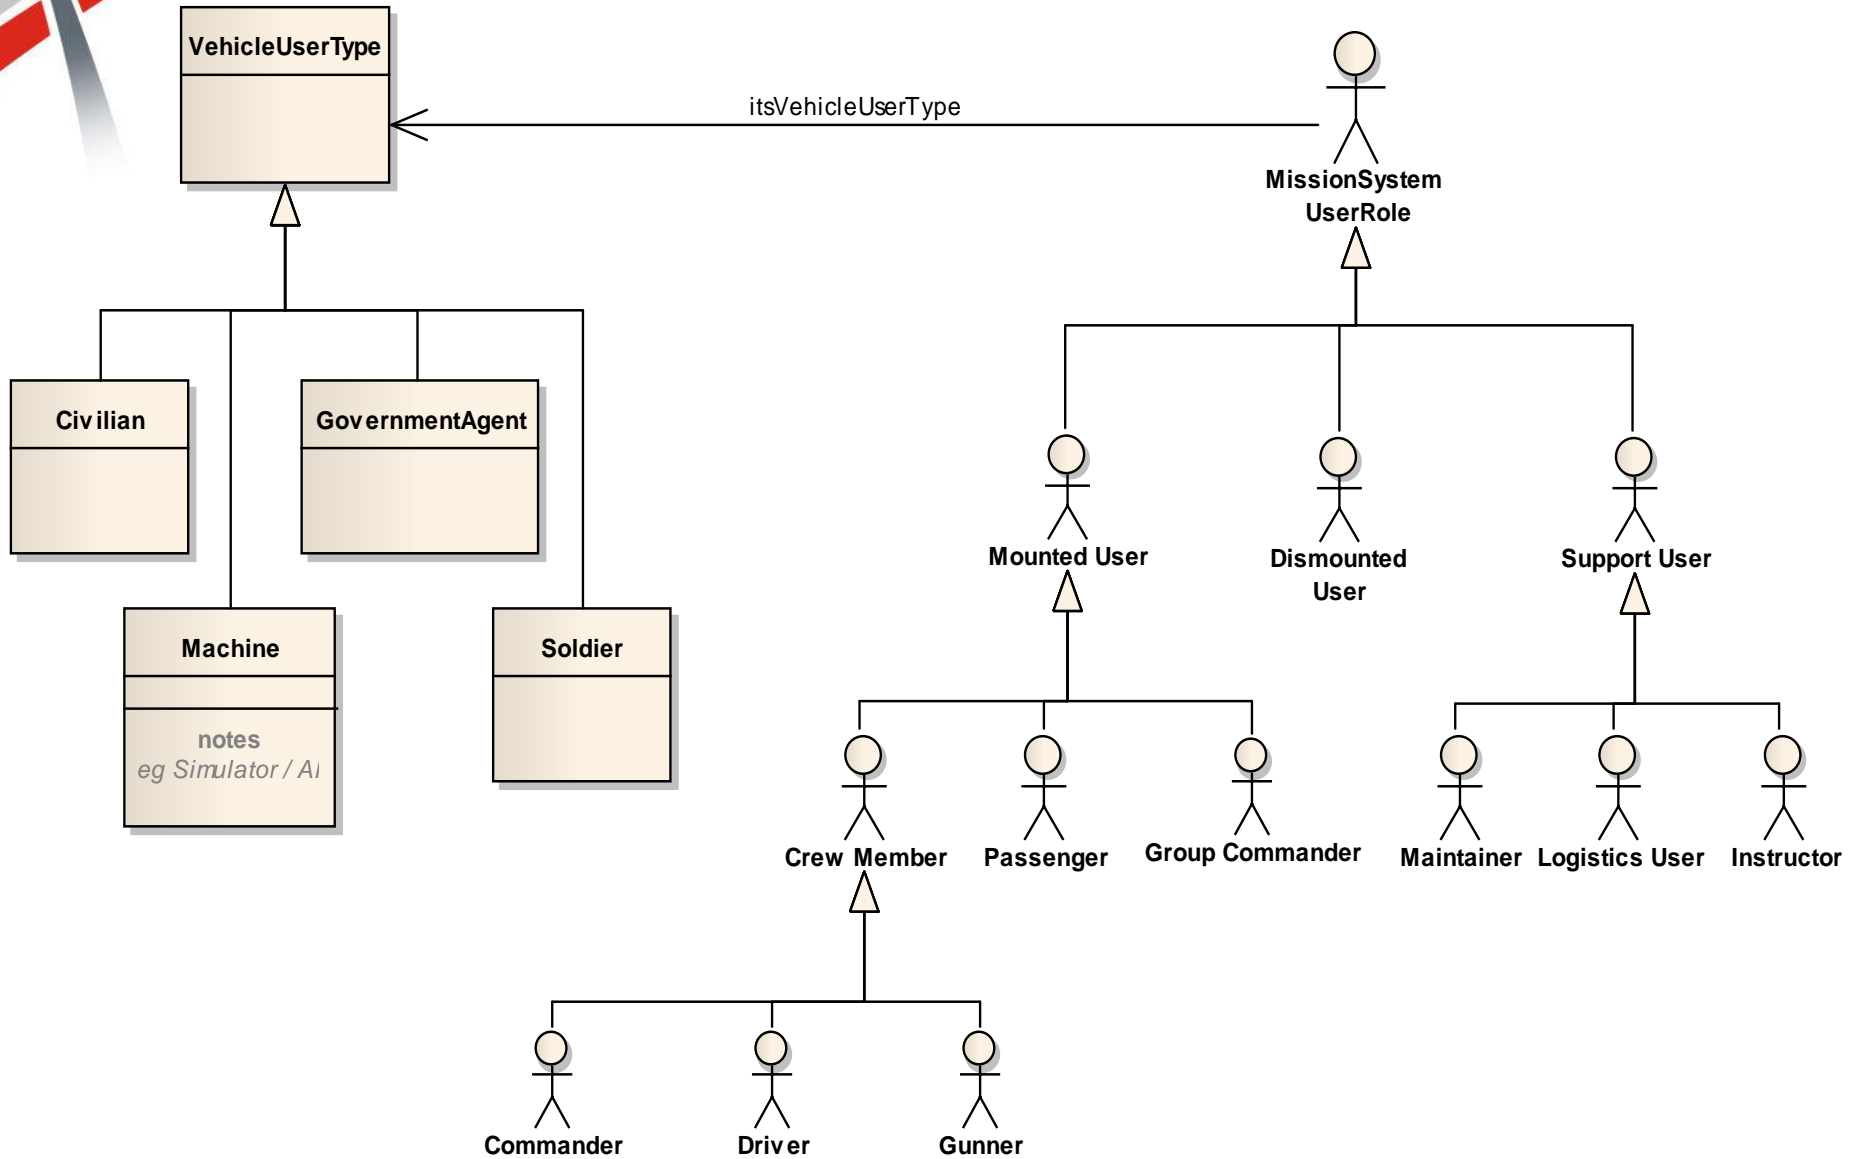 VehicleUserType
itsVehicleUserType
MissionSystem
UserRole
Civilian
GovernmentAgent
Mounted User
Dismounted
User
Support User
Machine
notes
eg Simulator / AI
Soldier
Crew Member
Passenger
Group Commander
Maintainer
Logistics User
Instructor
Commander
Driver
Gunner